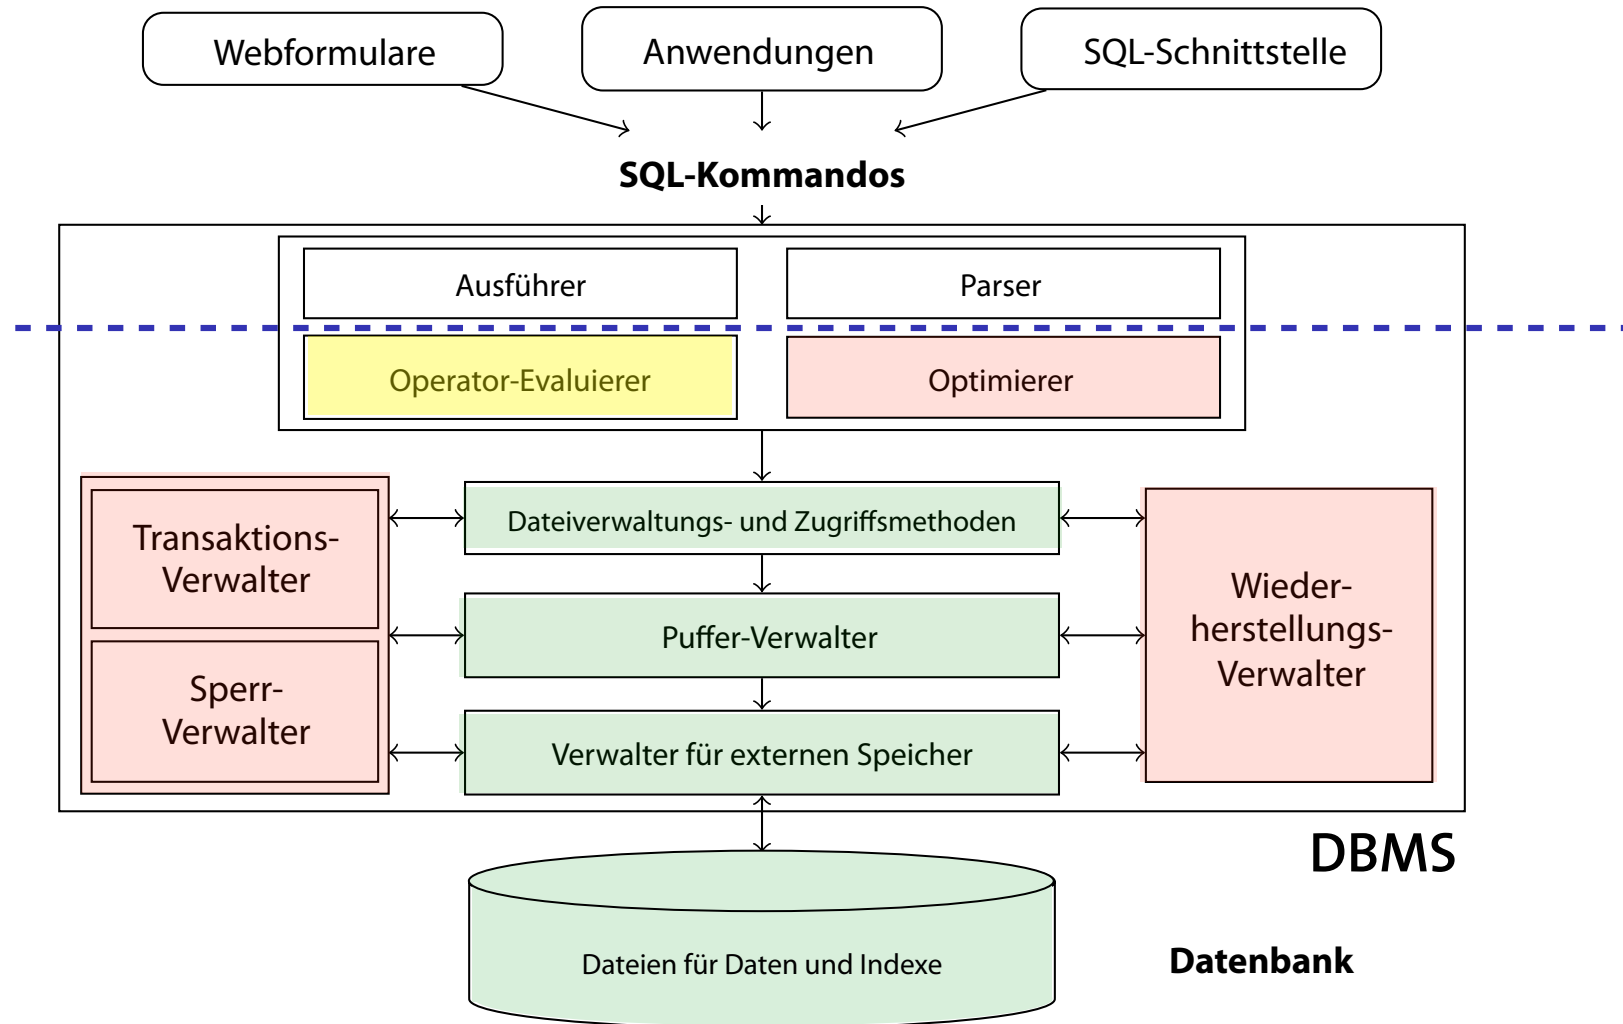 Webformulare
Anwendungen
SQL-Schnittstelle
SQL-Kommandos
Ausführer
Parser
Operator-Evaluierer
Optimierer
Transaktions-
Verwalter
Sperr-
Verwalter
Dateiverwaltungs- und Zugriffsmethoden
Puffer-Verwalter
Verwalter für externen Speicher
Wieder-
herstellungs-
Verwalter
DBMS
Dateien für Daten und Indexe
Datenbank